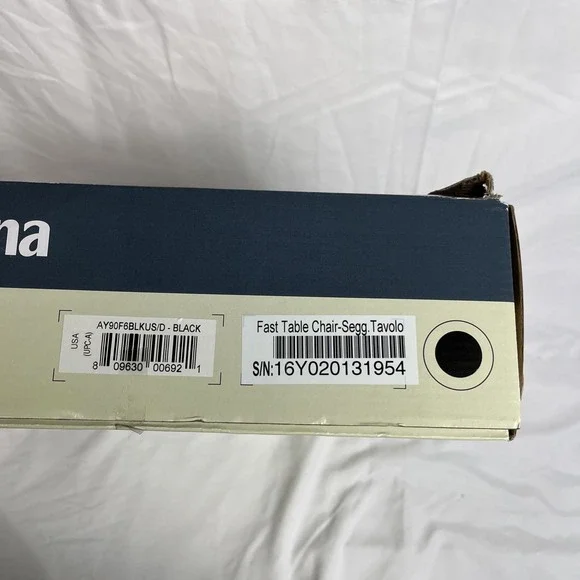 na
USA
(UPC-A)
AY90F6BLKUS/D - BLACK
8 09630 00692 1
Fast Table Chair-Segg.Tavolo
S/N:16Y020131954